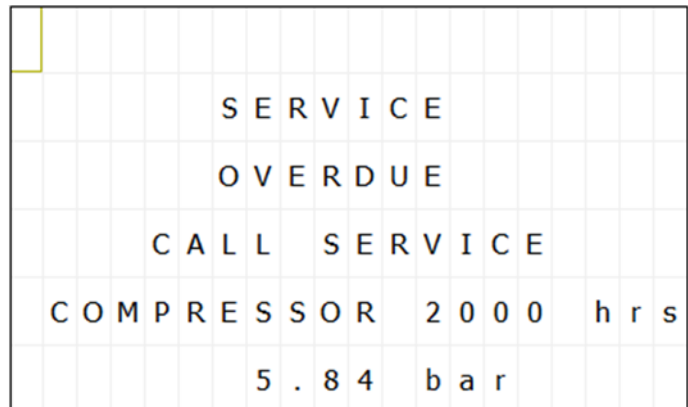 SERVICE
OVERDUE
CALL SERVICE
COMPRESSOR 2000 hrs
5.84 bar